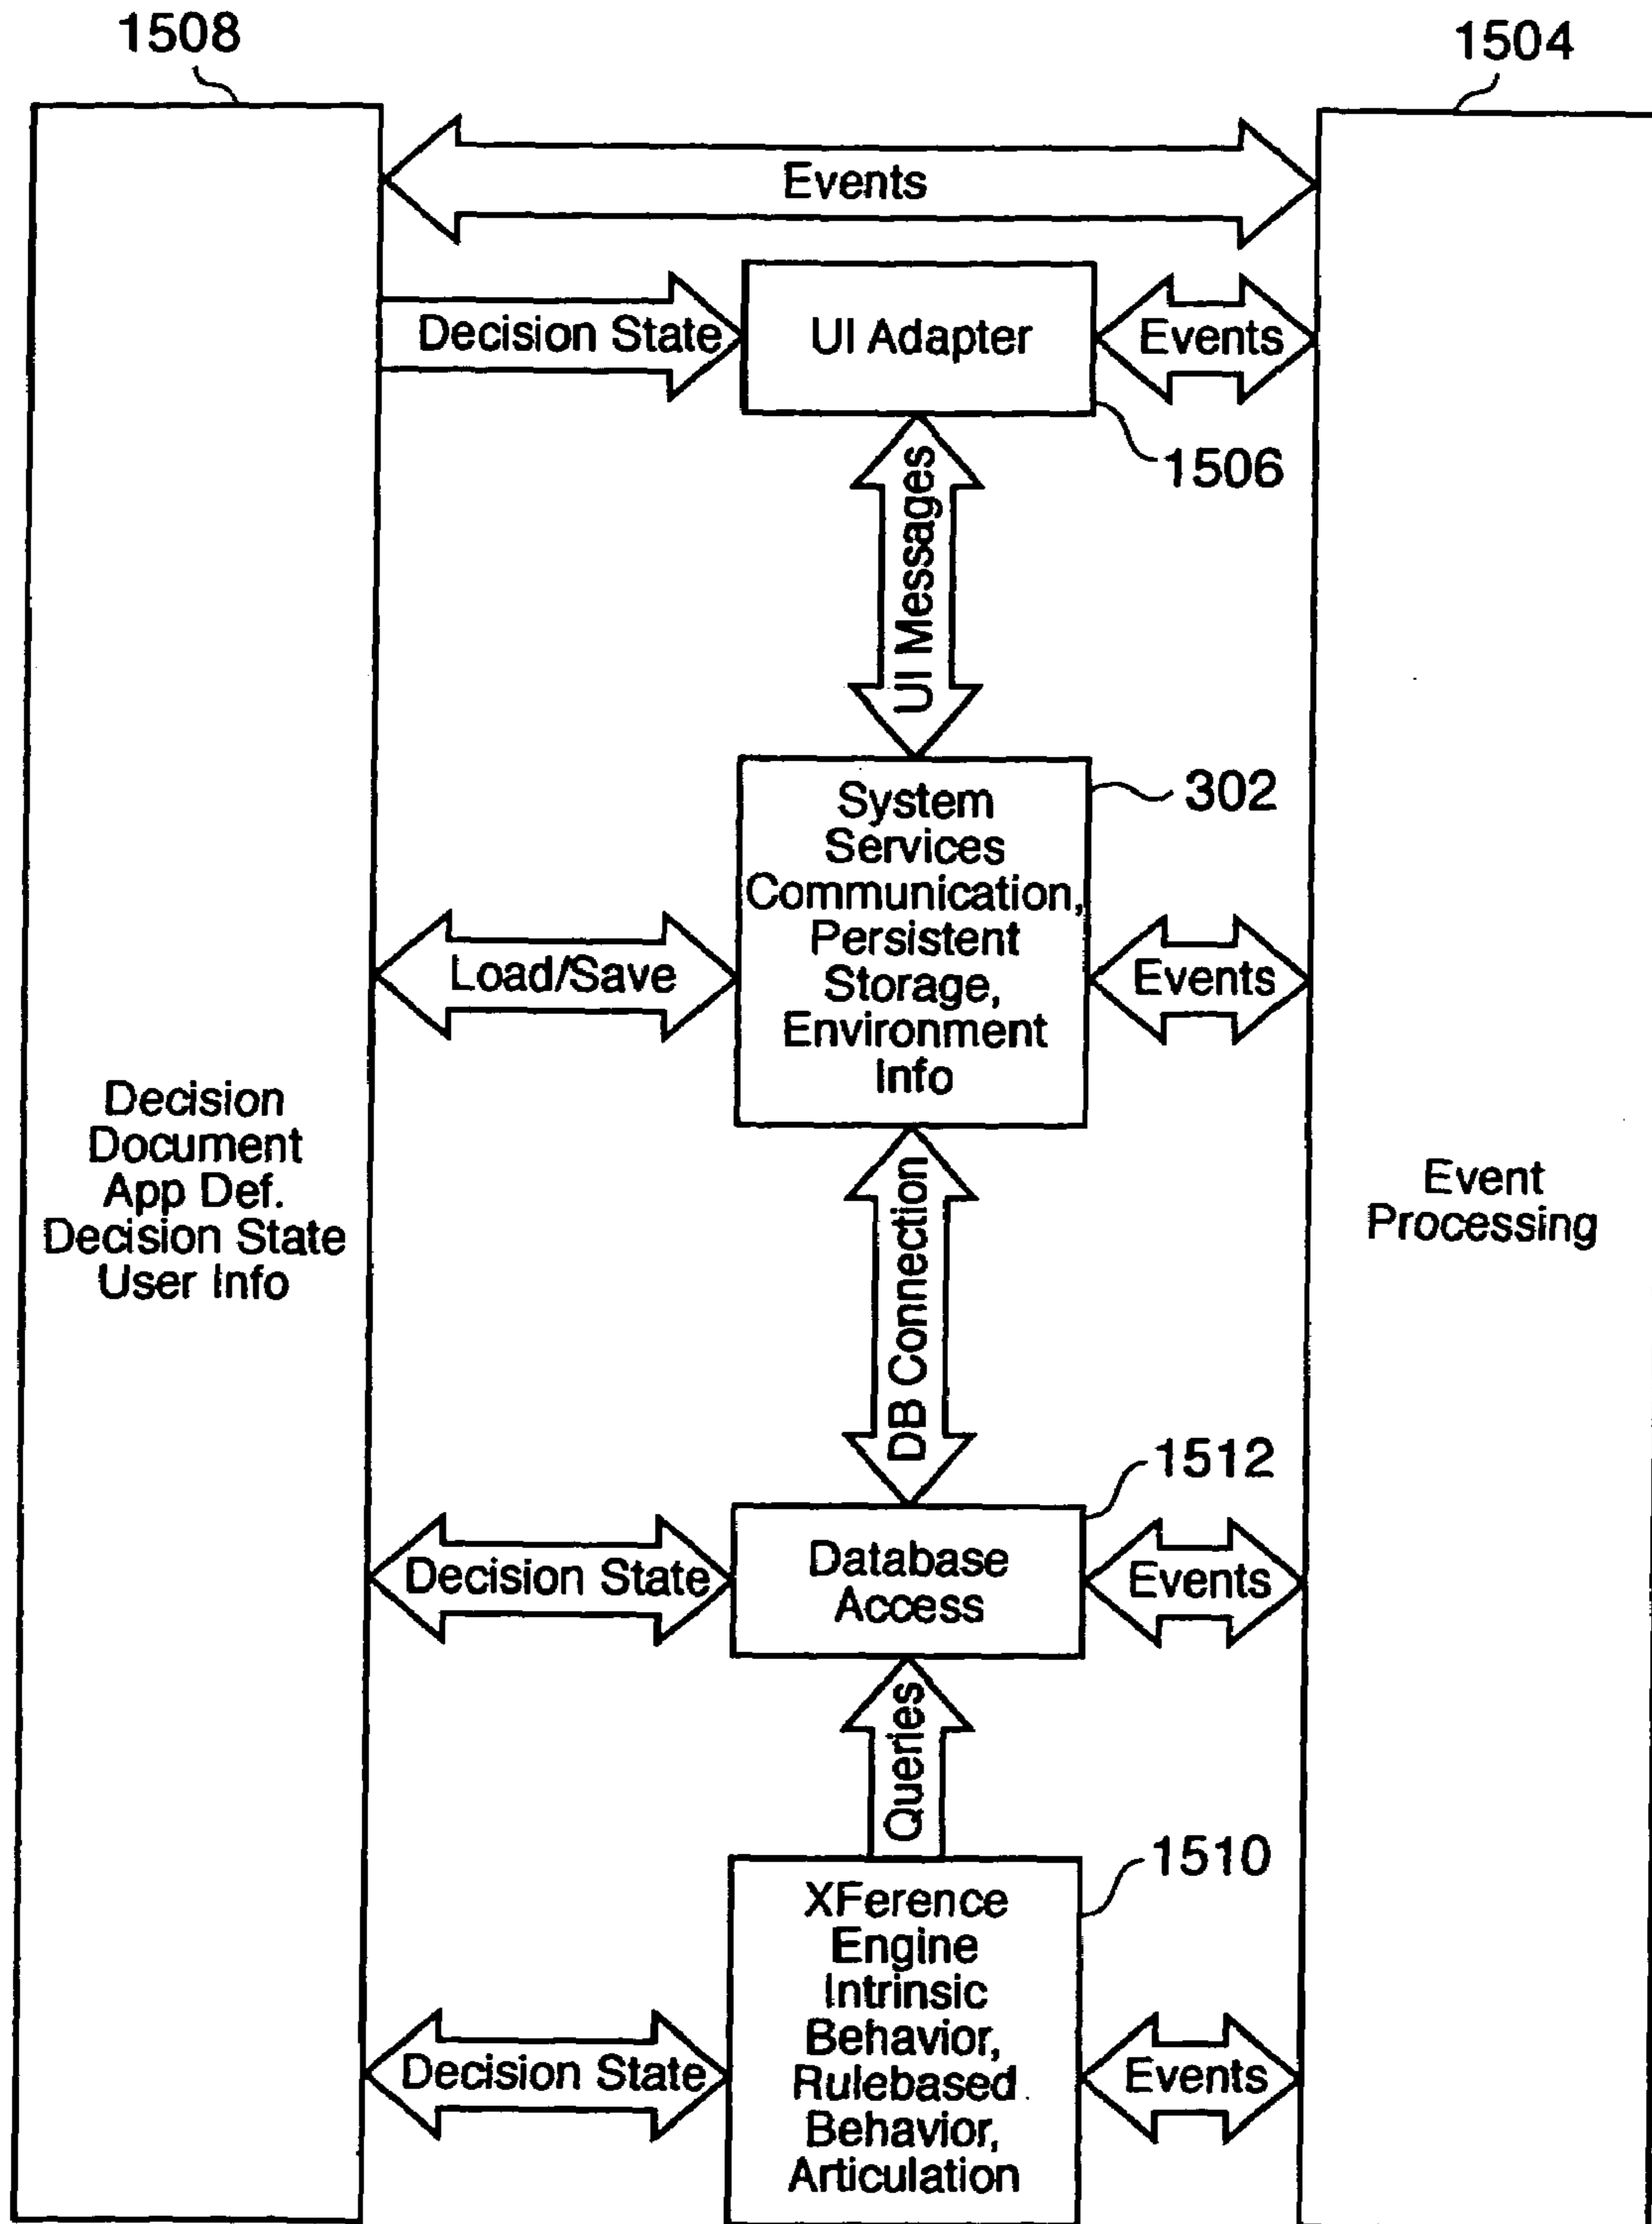 1508
1504
Events
Decision State
UI Adapter
Events
1506
UI Messages
System
Services
Communication,
Persistent
Storage,
Environment
Info
302
Load/Save
Events
Decision
Document
App Def.
Decision State
User Info
Event
Processing
DB Connection
1512
Decision State
Database
Access
Events
Queries
1510
XFerence
Engine
Intrinsic
Behavior,
Rulebased
Behavior,
Articulation
Decision State
Events